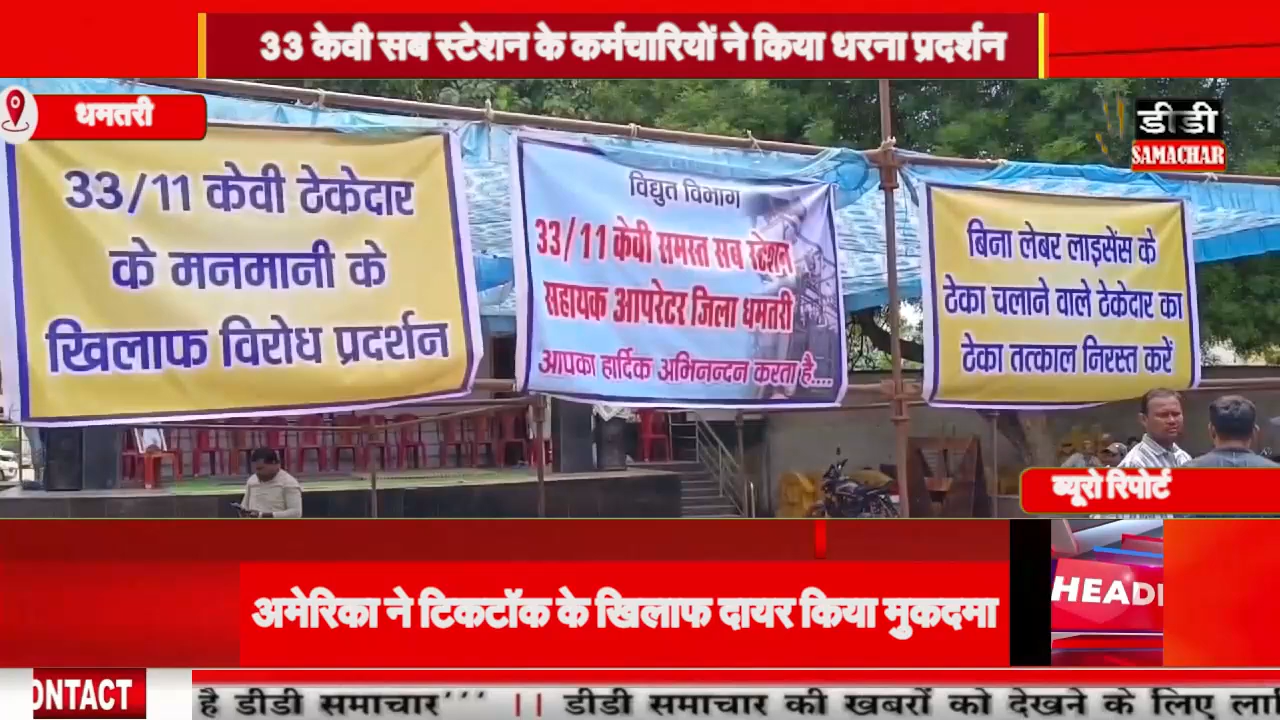 33 केवी सब स्टेशन के कर्मचारियों ने किया धरना प्रदर्शन
धमतरी
डीडी
SAMACHAR
33/11 केवी ठेकेदार
के मनमानी के
खिलाफ विरोध प्रदर्शन
विद्युत विभाग
33/11 केवी समस्त सब स्टेशन
सहायक आपरेटर जिला धमतरी
आपका हार्दिक अभिनन्दन करता है....
बिना लेबर लाइसेंस के
ठेका चलाने वाले ठेकेदार का
ठेका तत्काल निरस्त करें
ब्यूरो रिपोर्ट
अमेरिका ने टिकटॉक के खिलाफ दायर किया मुकदमा
HEADI
ONTACT
है डीडी समाचार''' || डीडी समाचार की खबरों को देखने के लिए ला